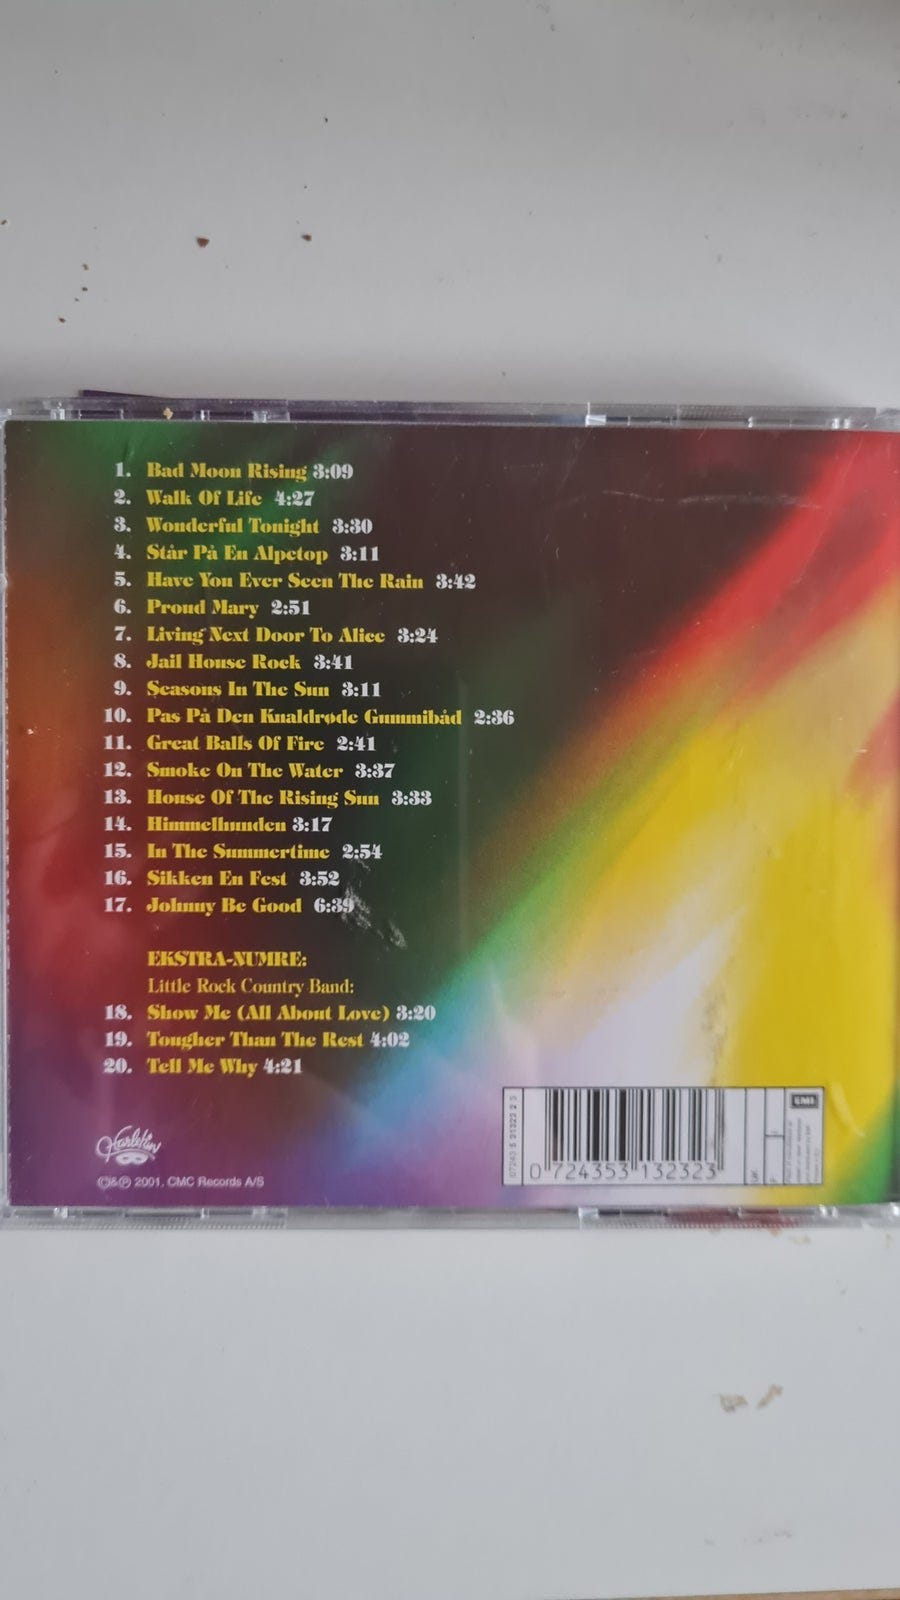 1. Bad Moon Rising 3:09
2. Walk Of Life 4:27
3. Wonderful Tonight 3:30
4. Står På En Alpetop 3:11
5. Have You Ever Seen The Rain 3:42
6. Proud Mary 2:51
7. Living Next Door To Alice 3:24
8. Jail House Rock 3:41
9. Seasons In The Sun 3:11
10. Pas På Den Knaldrøde Gummibåd 2:36
11. Great Balls Of Fire 2:41
12. Smoke On The Water 3:37
13. House Of The Rising Sun 3:33
14. Himmelhunden 3:17
15. In The Summertime 2:54
16. Sikken En Fest 3:52
17. Johnny Be Good 6:39
EKSTRA-NUMRE:
Little Rock Country Band:
18. Show Me (All About Love) 3:20
19. Tougher Than The Rest 4:02
20. Tell Me Why 4:21
Harlekin
©&℗ 2001, CMC Records A/S
0 724353 132323
EMI
UK:
F: